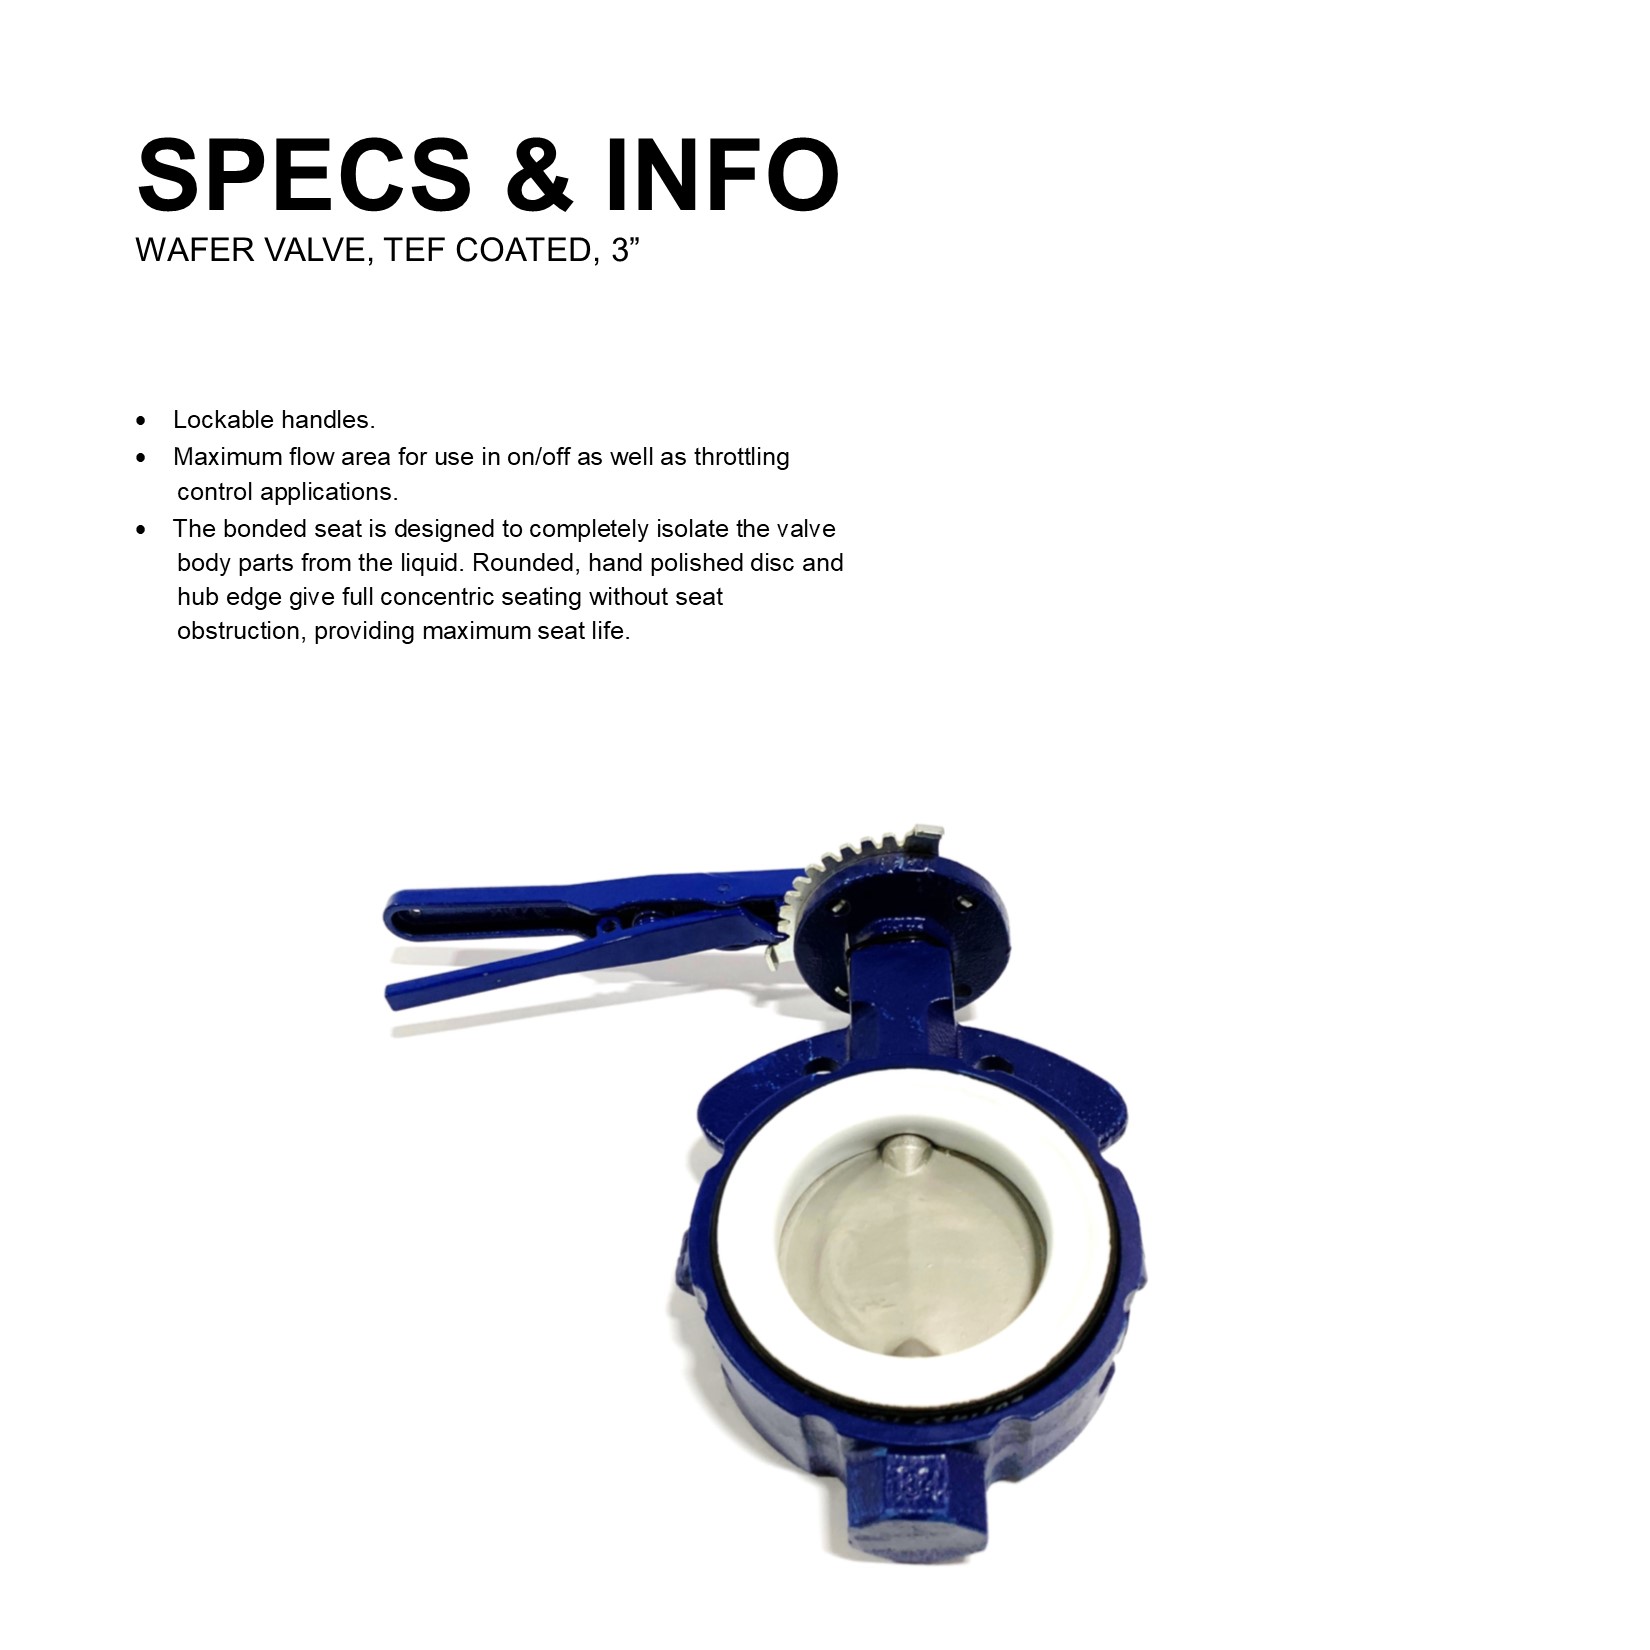 SPECS & INFO
WAFER VALVE, TEF COATED, 3”
• Lockable handles.
• Maximum flow area for use in on/off as well as throttling
control applications.
• The bonded seat is designed to completely isolate the valve
body parts from the liquid. Rounded, hand polished disc and
hub edge give full concentric seating without seat
obstruction, providing maximum seat life.